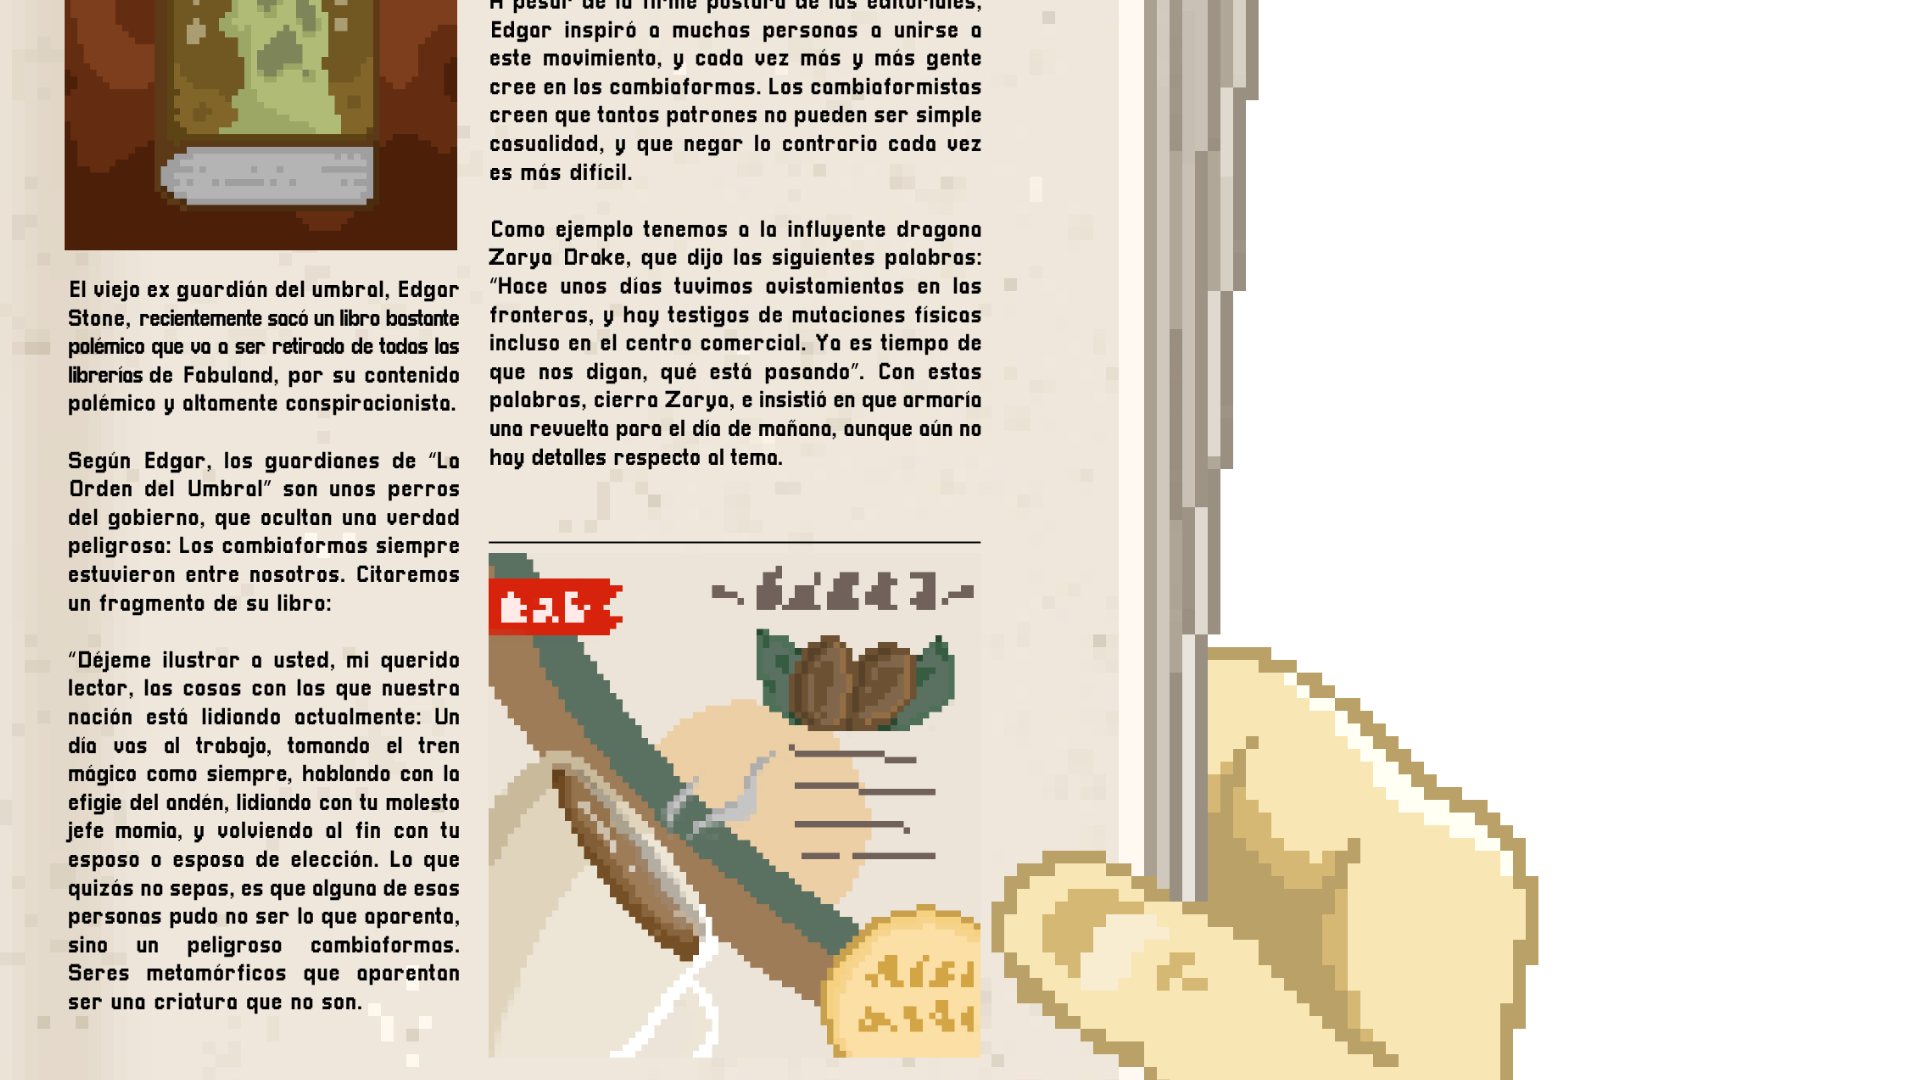 El viejo ex guardián del umbral, Edgar
Stone, recientemente sacó un libro bastante
polémico que va a ser retirado de todas las
librerías de Fabuland, por su contenido
polémico y altamente conspiracionista.
Según Edgar, los guardianes de “La
Orden del Umbral” son unos perros
del gobierno, que ocultan una verdad
peligrosa: Los cambiaformas siempre
estuvieron entre nosotros. Citaremos
un fragmento de su libro:
“Déjeme ilustrar a usted, mi querido
lector, las cosas con las que nuestra
nación está lidiando actualmente: Un
día vas al trabajo, tomando el tren
mágico como siempre, hablando con la
efigie del andén, lidiando con tu molesto
jefe momia, y volviendo al fin con tu
esposo o esposa de elección. Lo que
quizás no sepas, es que alguna de esas
personas pudo no ser lo que aparenta,
sino un peligroso cambiaformas.
Seres metamórficos que aparentan
ser una criatura que no son.
A pesar de la firme postura de las editoriales,
Edgar inspiró a muchas personas a unirse a
este movimiento, y cada vez más y más gente
cree en los cambiaformas. Los cambiaformistas
creen que tantos patrones no pueden ser simple
casualidad, y que negar lo contrario cada vez
es más difícil.
Como ejemplo tenemos a la influyente dragona
Zarya Drake, que dijo las siguientes palabras:
“Hace unos días tuvimos avistamientos en las
fronteras, y hay testigos de mutaciones físicas
incluso en el centro comercial. Ya es tiempo de
que nos digan, qué está pasando”. Con estas
palabras, cierra Zarya, e insistió en que armaría
una revuelta para el día de mañana, aunque aún no
hay detalles respecto al tema.